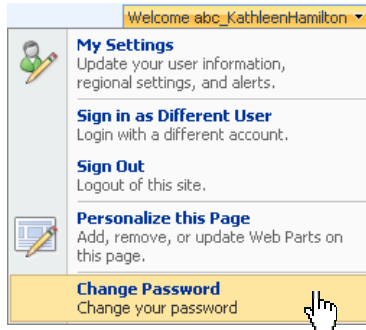 Welcome abc_KathleenHamilton
My Settings
Update your user information,
regional settings, and alerts.
Sign in as Different User
Login with a different account.
Sign Out
Logout of this site.
Personalize this Page
Add, remove, or update Web Parts on
this page.
Change Password
Change your password